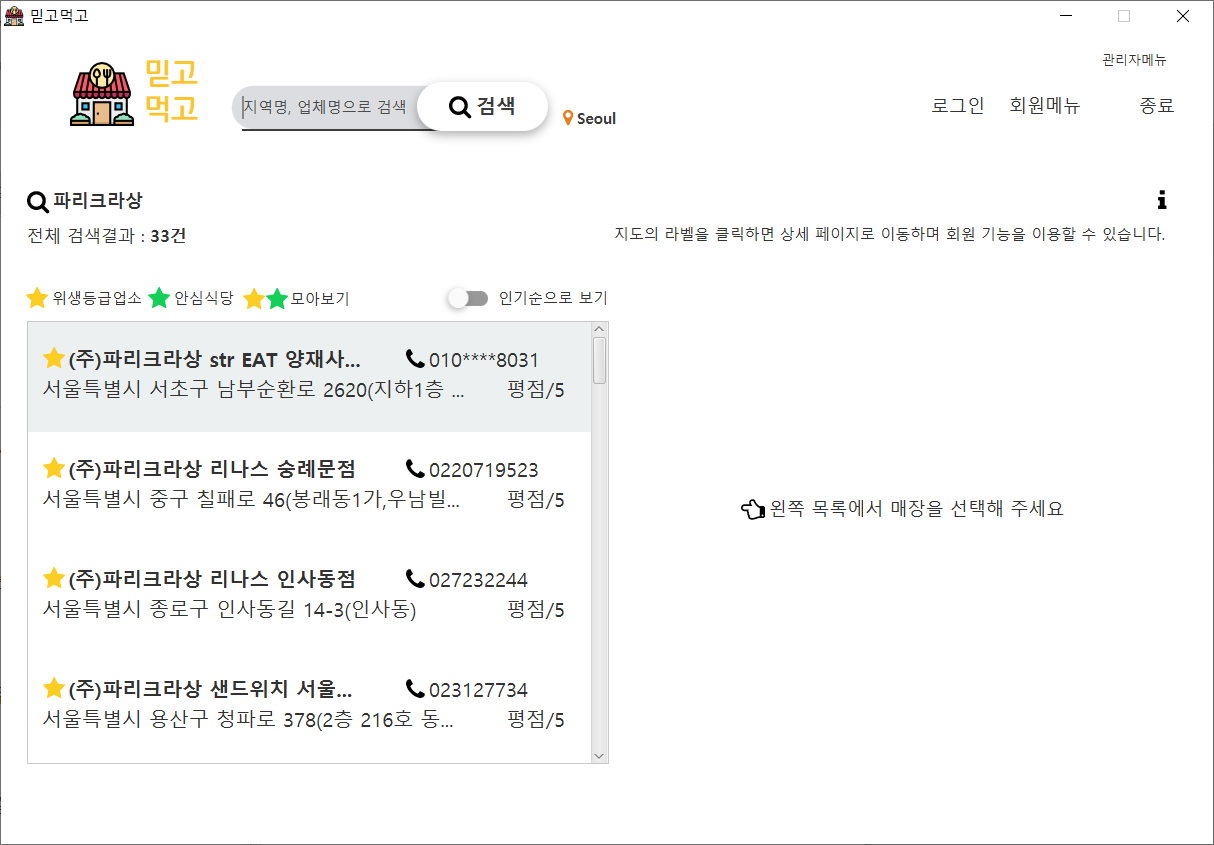 믿고먹고
관리자메뉴
믿고
먹고
지역명, 업체명으로 검색
검색
Seoul
로그인 회원메뉴 종료
파리크라상
전체 검색결과 : 33건
지도의 라벨을 클릭하면 상세 페이지로 이동하며 회원 기능을 이용할 수 있습니다.
위생등급업소 안심식당 모아보기 인기순으로 보기
(주)파리크라상 str EAT 양재사... 010****8031
서울특별시 서초구 남부순환로 2620(지하1층 ... 평점/5
(주)파리크라상 리나스 숭례문점 0220719523
서울특별시 중구 칠패로 46(봉래동1가,우남빌... 평점/5
왼쪽 목록에서 매장을 선택해 주세요
(주)파리크라상 리나스 인사동점 027232244
서울특별시 종로구 인사동길 14-3(인사동) 평점/5
(주)파리크라상 샌드위치 서울... 023127734
서울특별시 용산구 청파로 378(2층 216호 동... 평점/5